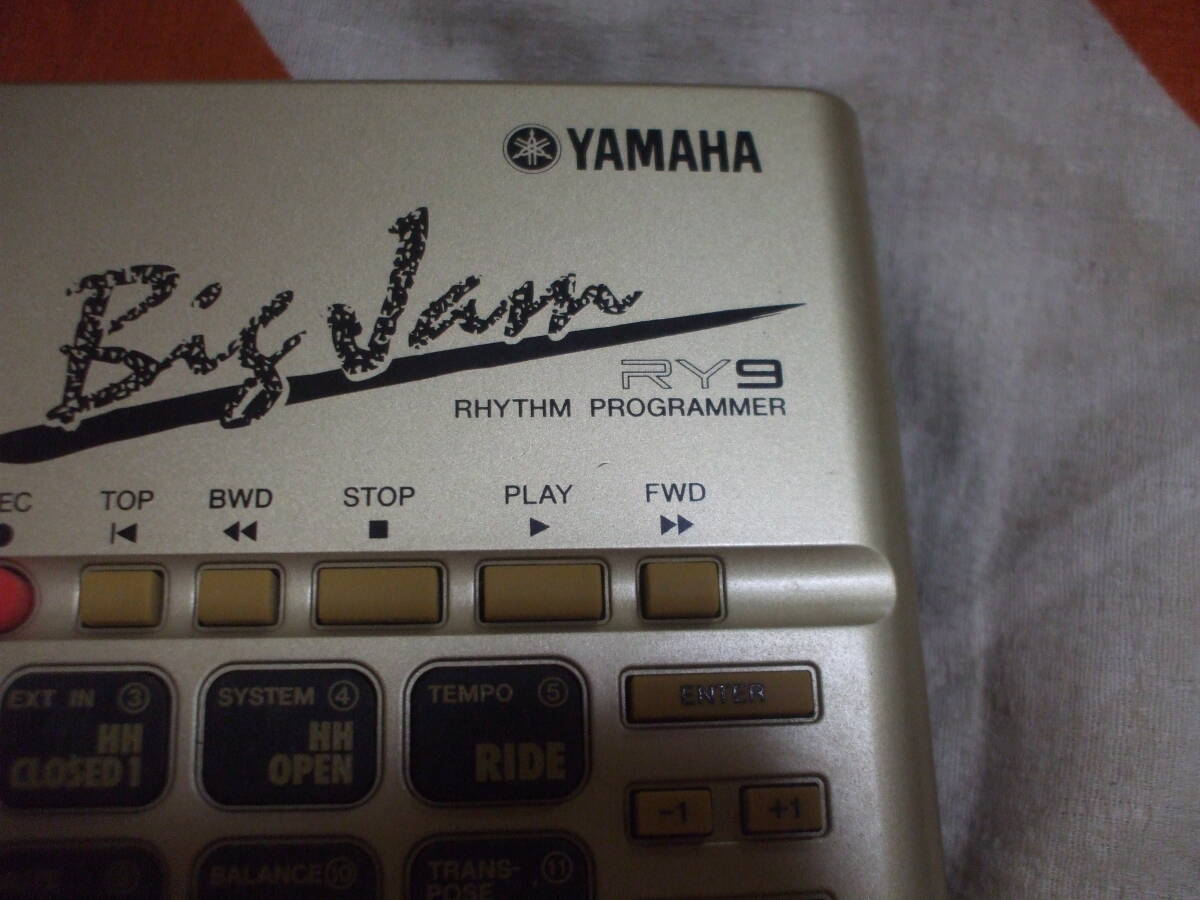 YAMAHA
Big Jam
RY9
RHYTHM PROGRAMMER
EC TOP BWD STOP PLAY FWD
EXT IN 3 SYSTEM 4 TEMPO 5 ENTER
HH CLOSED 1 HH OPEN RIDE
-1 +1
BALANCE 10 TRANS-POSE 11